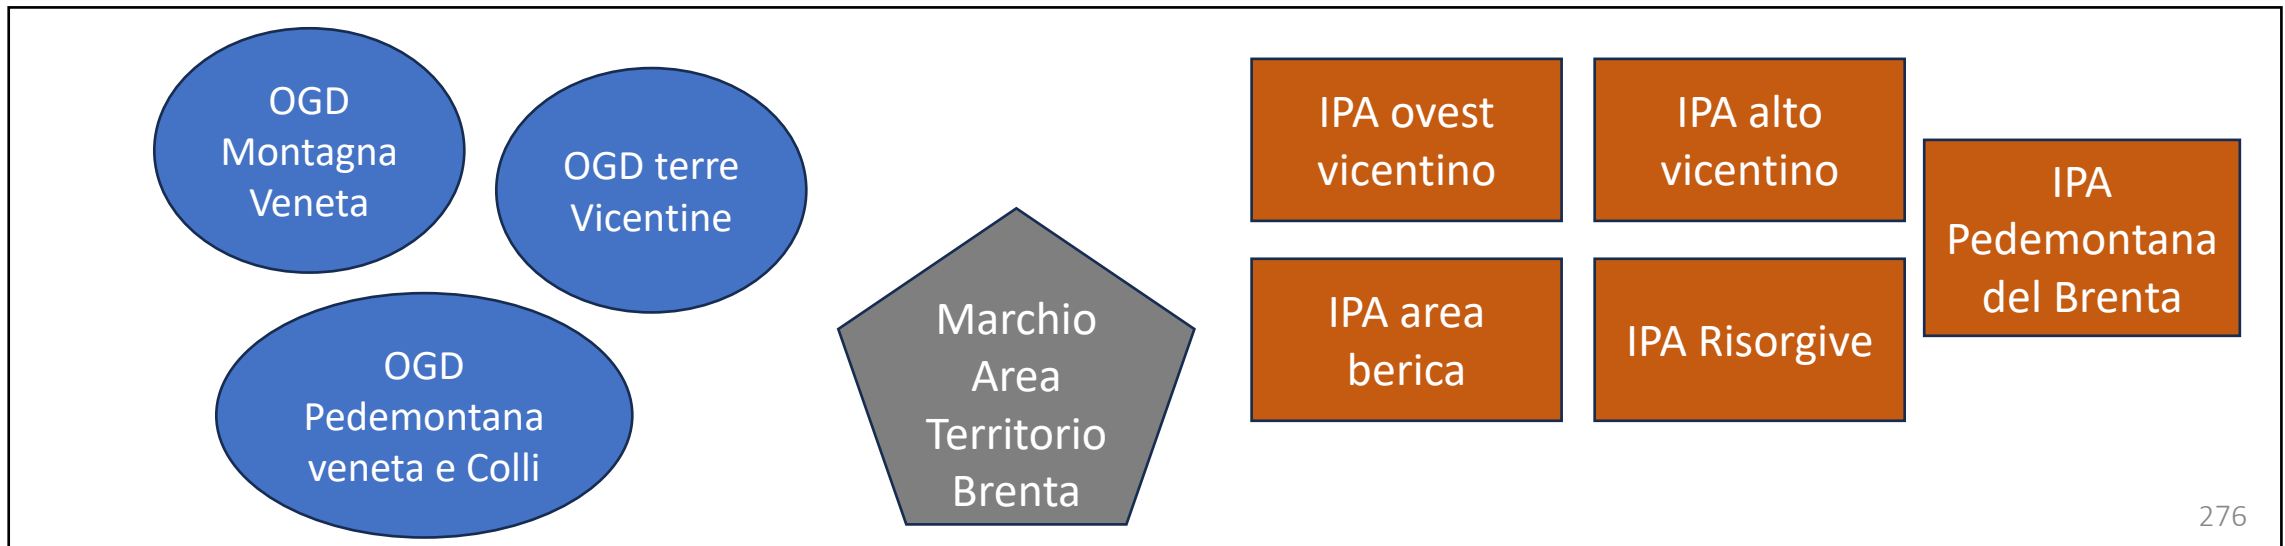 OGD
Montagna
Veneta
OGD terre
Vicentine
OGD
Pedemontana
veneta e Colli
Marchio
Area
Territorio
Brenta
IPA ovest
vicentino
IPA alto
vicentino
IPA
Pedemontana
del Brenta
IPA area
berica
IPA Risorgive
276